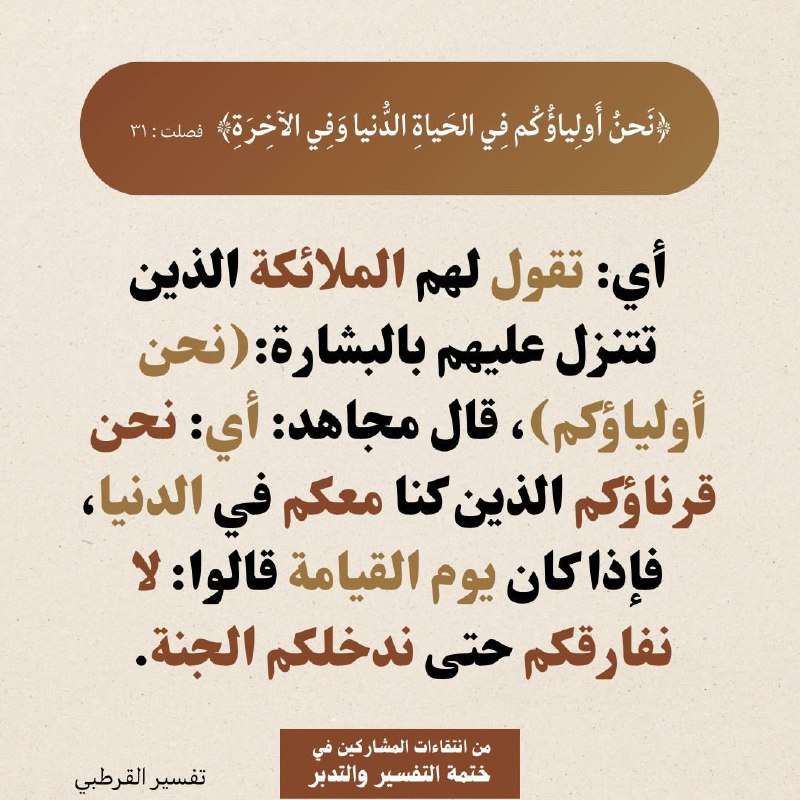 ﴿نَحنُ أَولِياؤُكُم فِي الحَياةِ الدُّنيا وَفِي الآخِرَةِ﴾ فصلت : ٣١
أي: تقول لهم الملائكة الذين
تتنزل عليهم بالبشارة: (نحن
أولياؤكم)، قال مجاهد: أي: نحن
قرناؤكم الذين كنا معكم في الدنيا،
فإذا كان يوم القيامة قالوا: لا
نفارقكم حتى ندخلكم الجنة.
من انتقاءات المشاركين في
ختمة التفسير والتدبر
تفسير القرطبي